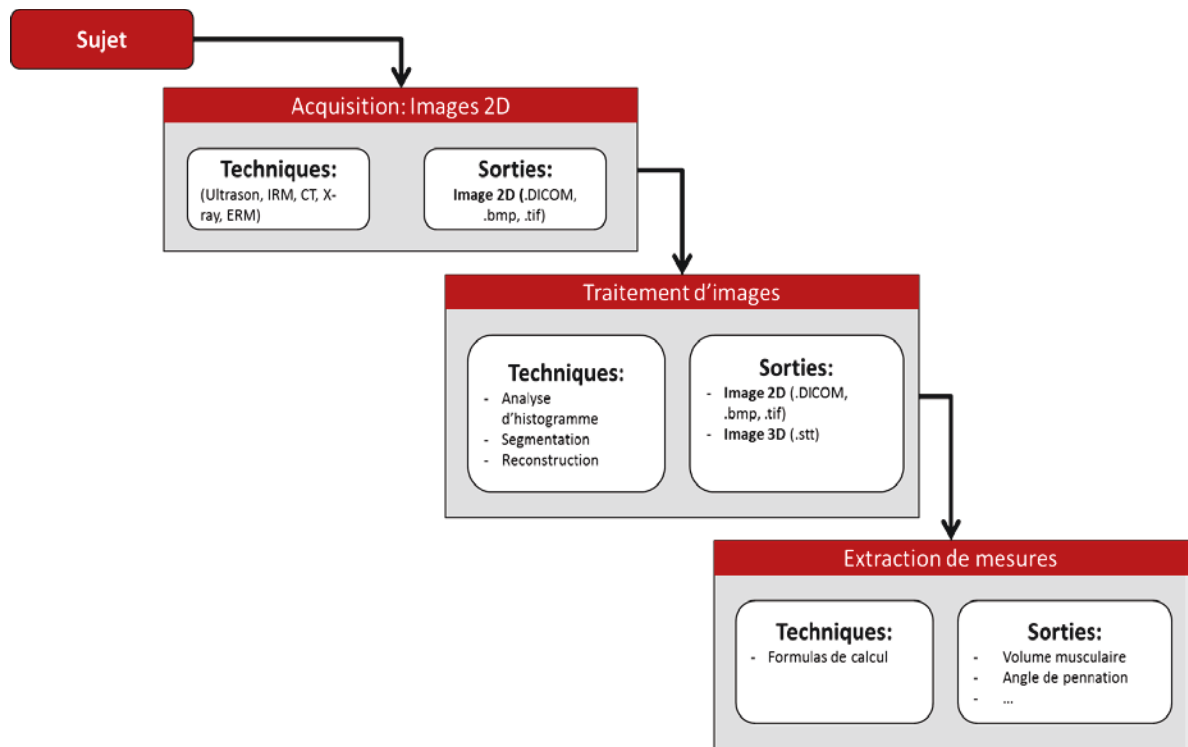 Sujet
Acquisition: Images 2D
Techniques:
(Ultrason, IRM, CT, X-
ray, ERM)
Sorties:
Image 2D (.DICOM,
.bmp, .tif)
Traitement d'images
Techniques:
- Analyse
d'histogramme
- Segmentation
- Reconstruction
Sorties:
- Image 2D (.DICOM,
.bmp, .tif)
- Image 3D (.stt)
Extraction de mesures
Techniques:
- Formulas de calcul
Sorties:
- Volume musculaire
- Angle de pennation
- ...